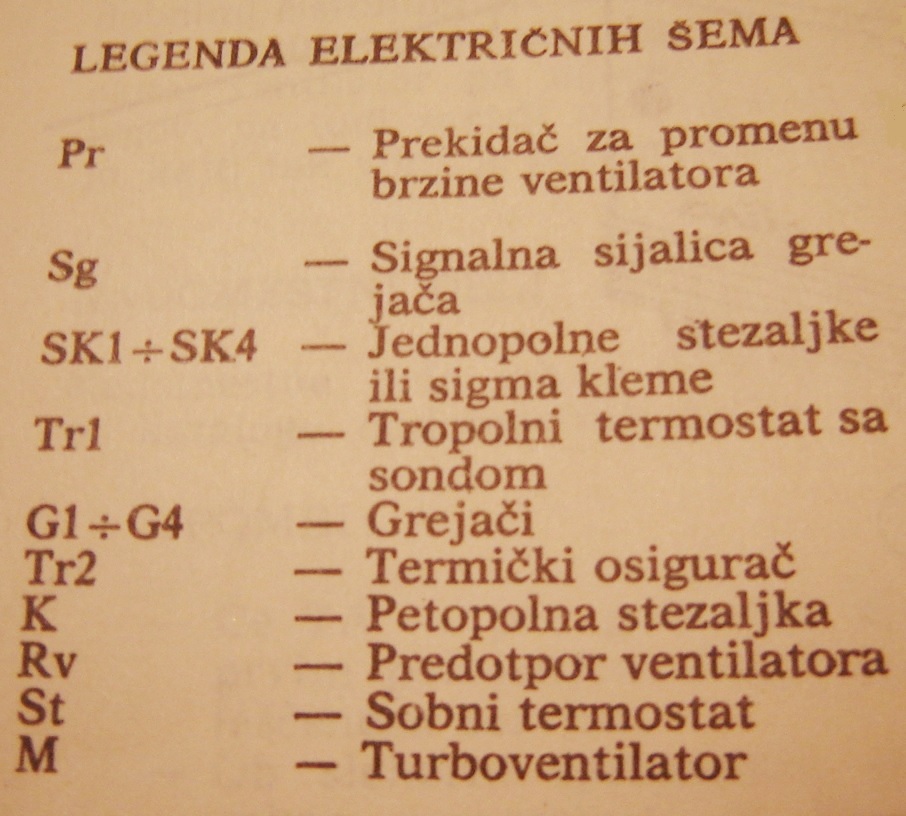 LEGENDA ELEKTRIČNIH ŠEMA
Pr — Prekidač za promenu
brzine ventilatora
Sg — Signalna sijalica gre-
jača
SK1÷SK4 — Jednopolne stezaljke
ili sigma kleme
Tr1 — Tropolni termostat sa
sondom
G1÷G4 — Grejači
Tr2 — Termički osigurač
K — Petopolna stezaljka
Rv — Predotpor ventilatora
St — Sobni termostat
M — Turboventilator